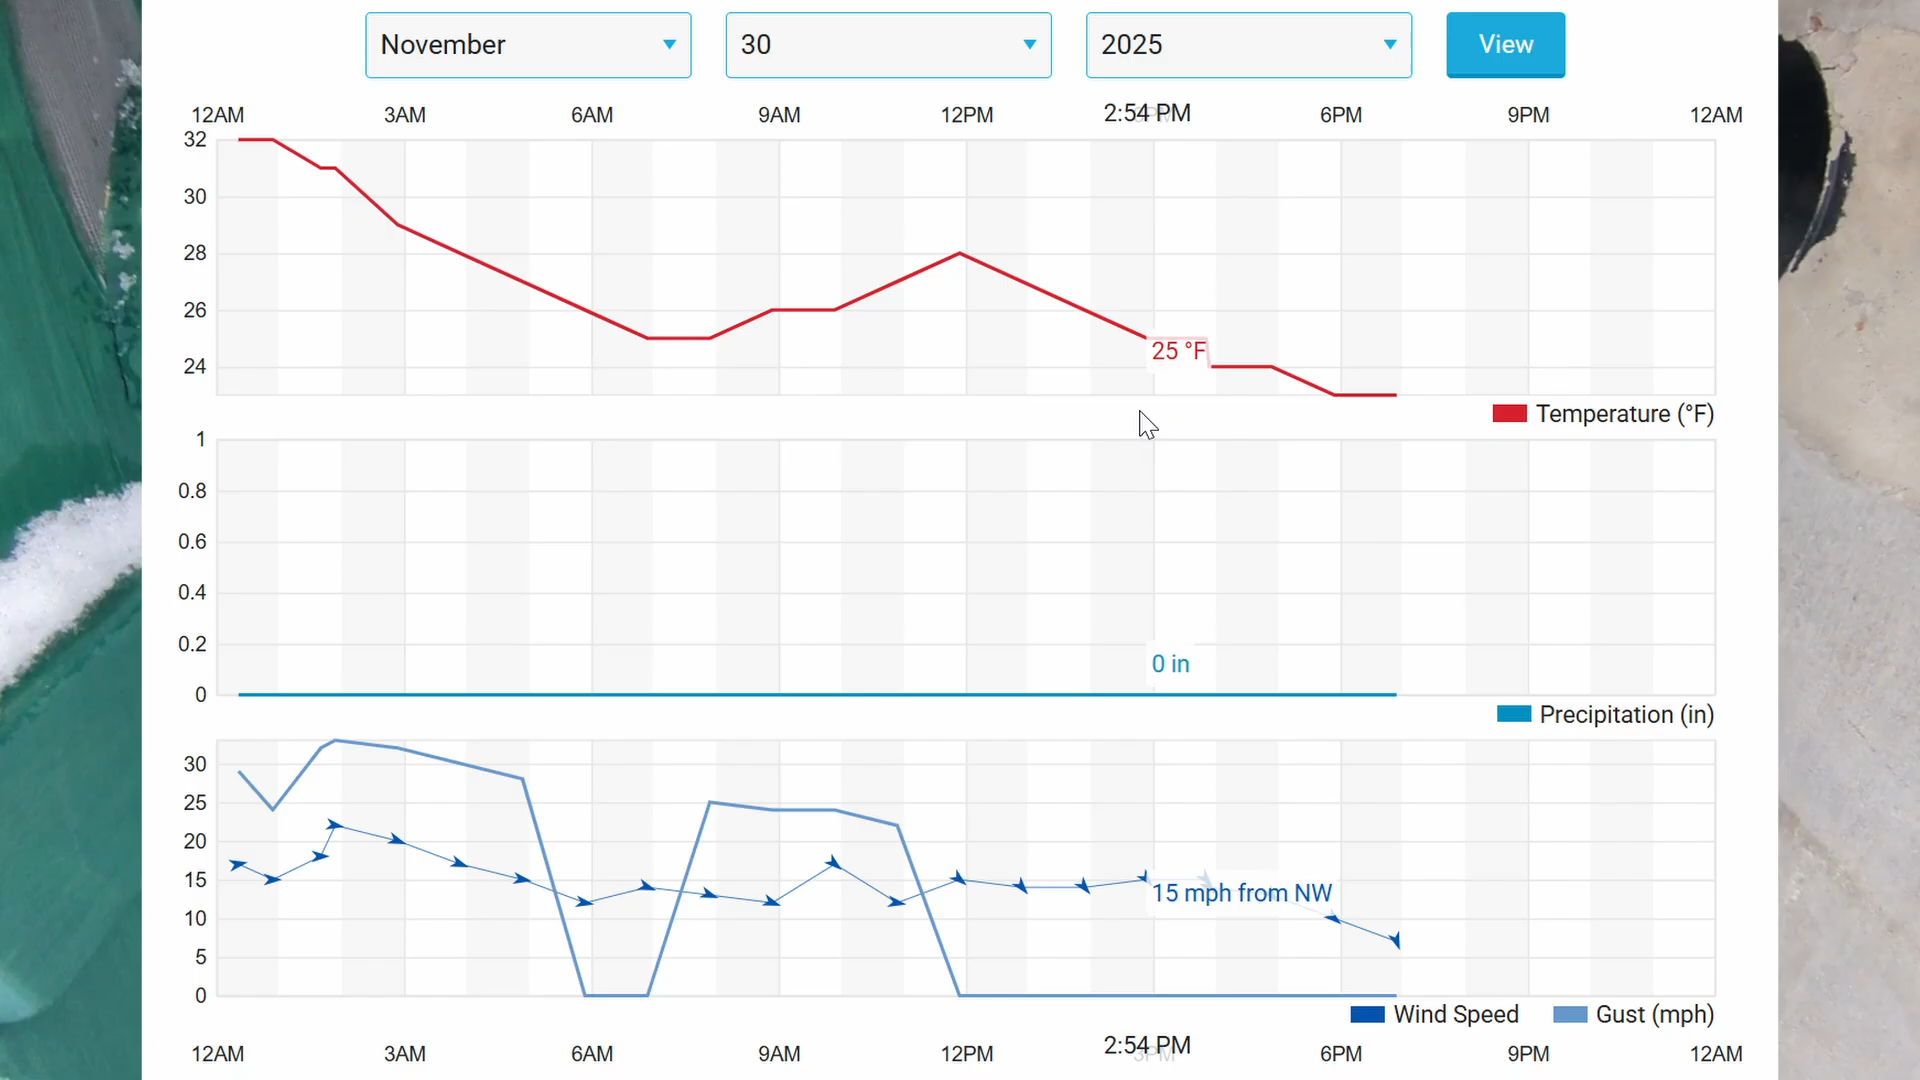 November 30 2025 View
12AM 3AM 6AM 9AM 12PM 2:54 PM 6PM 9PM 12AM
32
30
28
26
24
25 °F
Temperature (°F)
1
0.8
0.6
0.4
0.2
0
0 in
Precipitation (in)
30
25
20
15
10
5
0
15 mph from NW
Wind Speed Gust (mph)
12AM 3AM 6AM 9AM 12PM 2:54 PM 3PM 6PM 9PM 12AM